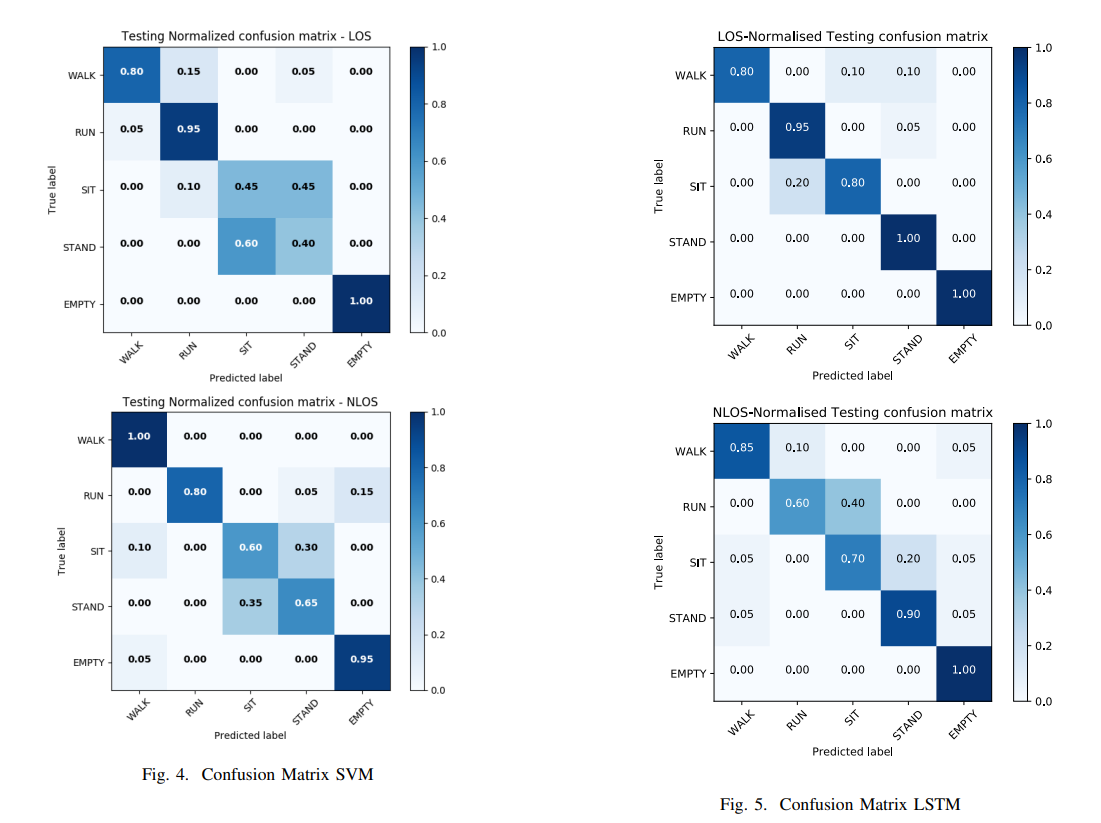 Testing Normalized confusion matrix - LOS
WALK 0.80 0.15 0.00 0.05 0.00
RUN 0.05 0.95 0.00 0.00 0.00
SIT 0.00 0.10 0.45 0.45 0.00
STAND 0.00 0.00 0.60 0.40 0.00
EMPTY 0.00 0.00 0.00 0.00 1.00
True label
WALK RUN SIT STAND EMPTY
Predicted label
1.0
0.8
0.6
0.4
0.2
0.0
Testing Normalized confusion matrix - NLOS
WALK 1.00 0.00 0.00 0.00 0.00
RUN 0.00 0.80 0.00 0.05 0.15
SIT 0.10 0.00 0.60 0.30 0.00
STAND 0.00 0.00 0.35 0.65 0.00
EMPTY 0.05 0.00 0.00 0.00 0.95
True label
WALK RUN SIT STAND EMPTY
Predicted label
1.0
0.8
0.6
0.4
0.2
0.0
Fig. 4. Confusion Matrix SVM
LOS-Normalised Testing confusion matrix
WALK 0.80 0.00 0.10 0.10 0.00
RUN 0.00 0.95 0.00 0.05 0.00
SIT 0.00 0.20 0.80 0.00 0.00
STAND 0.00 0.00 0.00 1.00 0.00
EMPTY 0.00 0.00 0.00 0.00 1.00
True label
WALK RUN SIT STAND EMPTY
Predicted label
1.0
0.8
0.6
0.4
0.2
0.0
NLOS-Normalised Testing confusion matrix
WALK 0.85 0.10 0.00 0.00 0.05
RUN 0.00 0.60 0.40 0.00 0.00
SIT 0.05 0.00 0.70 0.20 0.05
STAND 0.05 0.00 0.00 0.90 0.05
EMPTY 0.00 0.00 0.00 0.00 1.00
True label
WALK RUN SIT STAND EMPTY
Predicted label
1.0
0.8
0.6
0.4
0.2
0.0
Fig. 5. Confusion Matrix LSTM